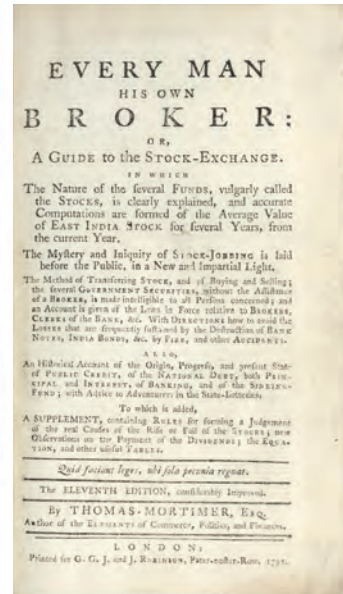 EVERY MAN
HIS OWN
BROKER:
OR,
A GUIDE to the STOCK-EXCHANGE.
IN WHICH
The Nature of the several FUNDS, vulgarly called
the STOCKS, is clearly explained, and accurate
Computations are formed of the Average Value
of EAST INDIA STOCK for several Years, from
the current Year.
The Mystery and Iniquity of STOCK-JOBBING is laid
before the Public, in a New and Impartial Light.
The Method of Transferring STOCK, and of Buying and Selling
the several GOVERNMENT SECURITIES, without the Assistance
of a BROKER, is made intelligible to all Persons concerned; and
an Account is given of the LAWS in Force relative to BROKERS,
CLERKS of the BANK, &c. With DIRECTIONS how to avoid the
LOSSES that are frequently sustained by the Destruction of BANK
NOTES, INDIA BONDS, &c. by FIRE, and other ACCIDENTS.
ALSO,
An Historical Account of the Origin, Progress, and present State
of PUBLIC CREDIT, of the NATIONAL DEBT, both PRIN-
CIPAL and INTEREST, of BANKING, and of the SINKING-
FUND; with Advice to Adventurers in the State-Lotteries.
To which is added,
A SUPPLEMENT, containing RULES for forming a Judgement
of the real Causes of the Rise or Fall of the STOCKS; new
Observations on the Payment of the DIVIDENDS; the EQUA-
TION, and other useful TABLES.
Quid faciant leges, ubi sola pecunia regnat.
The ELEVENTH EDITION, considerably Improved.
By THOMAS MORTIMER, ESQ.
Author of the ELEMENTS of Commerce, Politics, and Finances.
LONDON:
Printed for G. G. J. and J. ROBINSON, Pater-noster-Row.